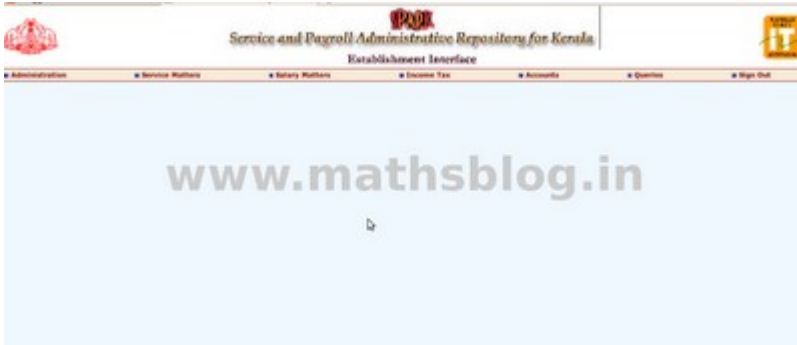 SPARK
Service and Payroll Administrative Repository for Kerala
Establishment Interface
Administration Service Matters Salary Matters Income Tax Accounts Queries Sign Out
www.mathsblog.in
IT